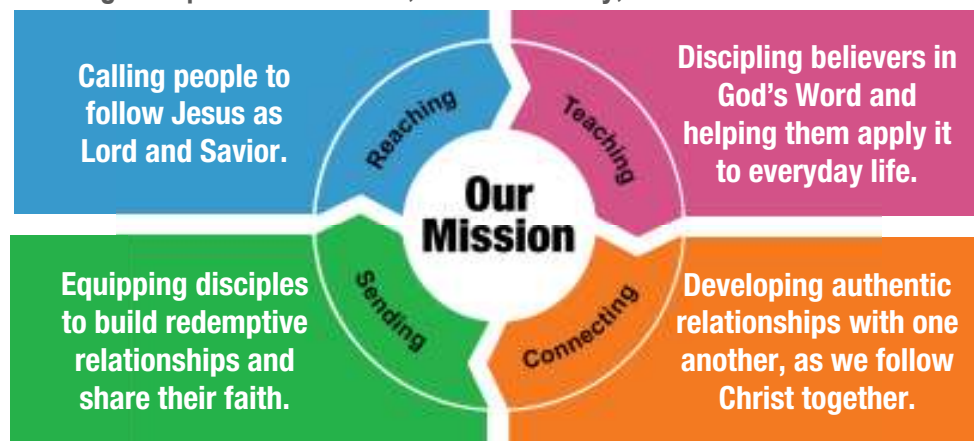 Calling people to
follow Jesus as
Lord and Savior.
Reaching
Teaching
Discipling believers in
God's Word and
helping them apply it
to everyday life.
Our
Mission
Equipping disciples
to build redemptive
relationships and
share their faith.
Sending
Connecting
Developing authentic
relationships with one
another, as we follow
Christ together.